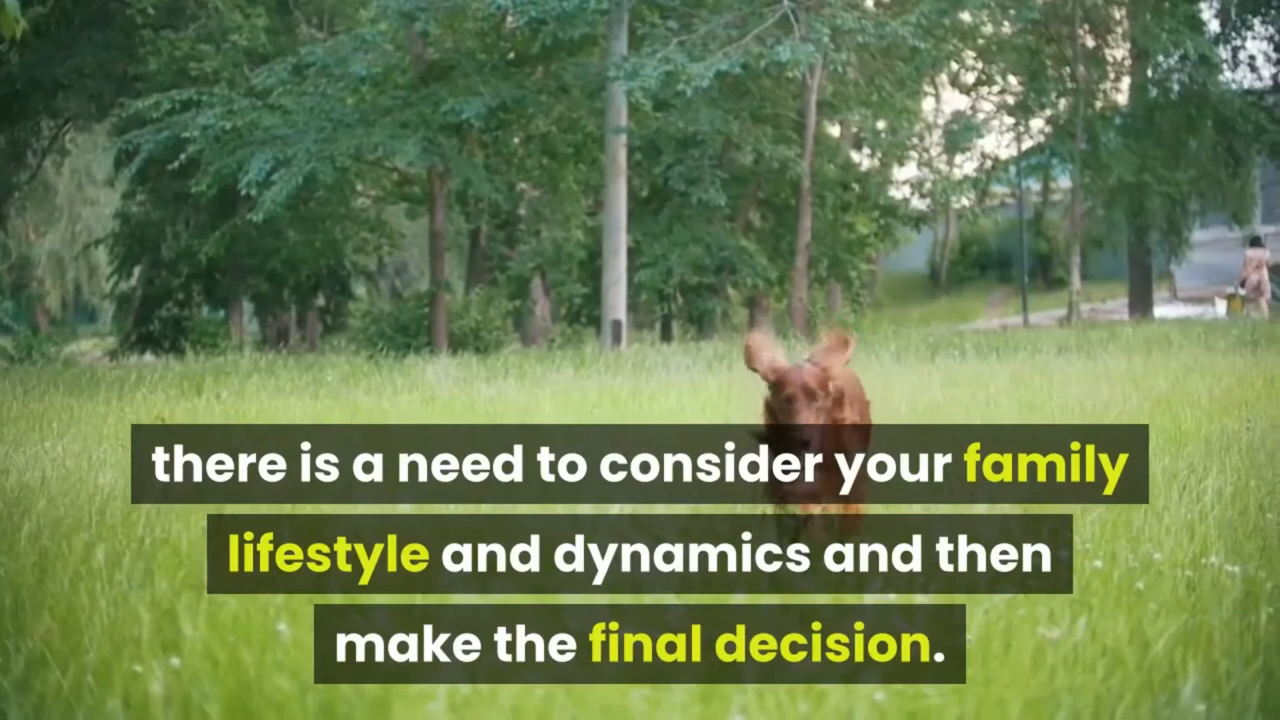 there is a need to consider your family
lifestyle and dynamics and then
make the final decision.